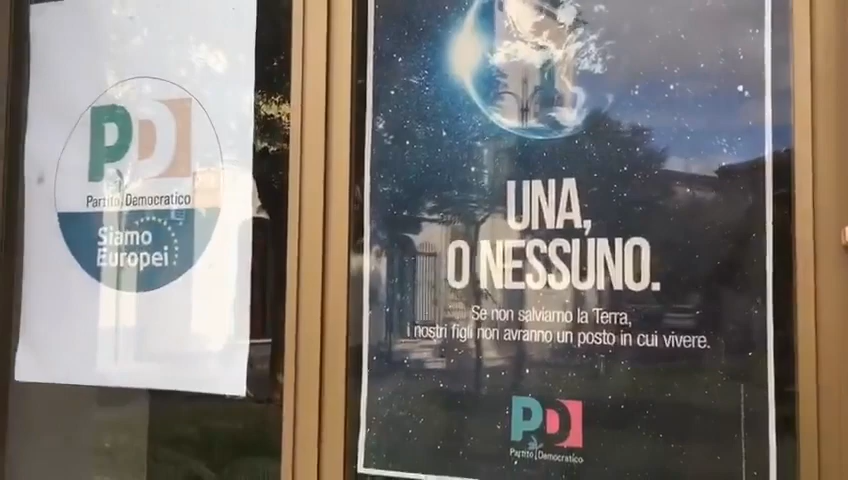 PD
Partito Democratico
Siamo
Europei
UNA,
O NESSUNO.
Se non salviamo la Terra,
i nostri figli non avranno un posto in cui vivere.
PD
Partito Democratico